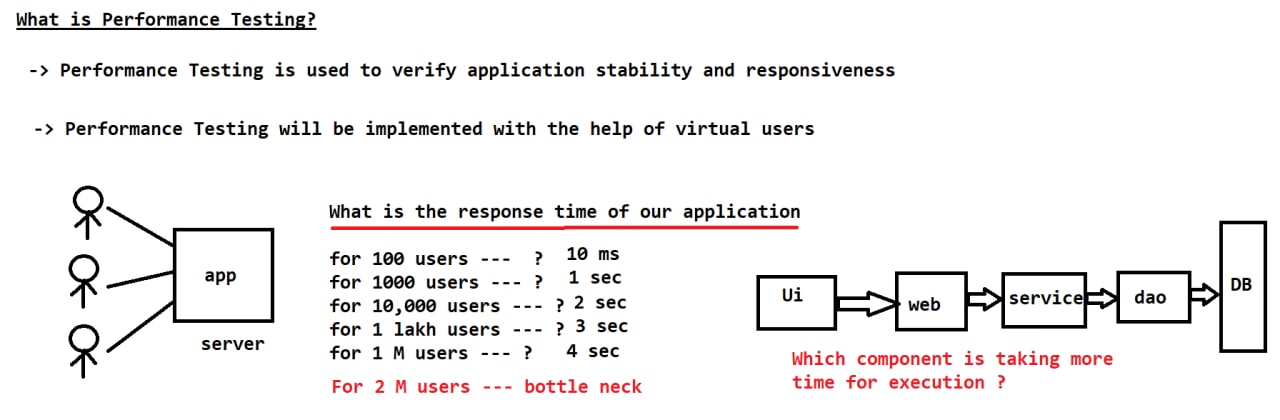 What is Performance Testing?
-> Performance Testing is used to verify application stability and responsiveness
-> Performance Testing will be implemented with the help of virtual users
app
server
What is the response time of our application
for 100 users --- ? 10 ms
for 1000 users --- ? 1 sec
for 10,000 users --- ? 2 sec
for 1 lakh users --- ? 3 sec
for 1 M users --- ? 4 sec
For 2 M users --- bottle neck
Ui
web
service
dao
DB
Which component is taking more
time for execution ?